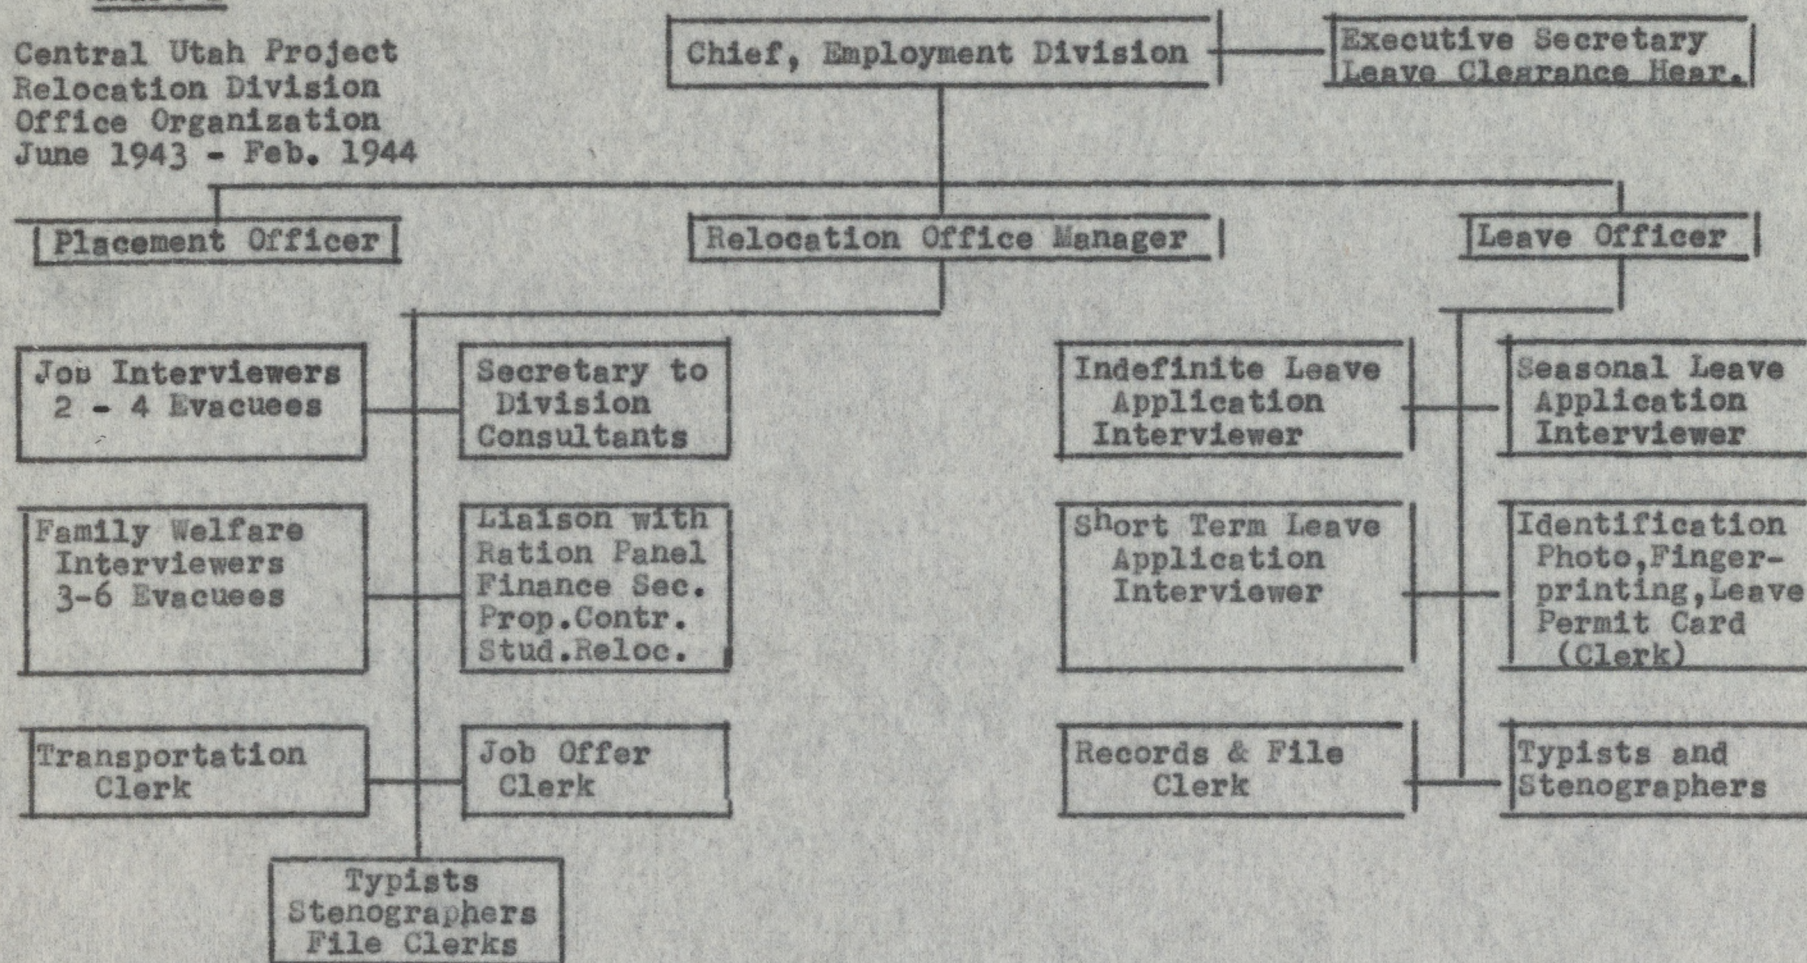 Central Utah Project
Relocation Division
Office Organization
June 1943 - Feb. 1944
Chief, Employment Division
Executive Secretary
Leave Clearance Hear.
Placement Officer
Relocation Office Manager
Leave Officer
Job Interviewers
2 - 4 Evacuees
Secretary to
Division
Consultants
Indefinite Leave
Application
Interviewer
Seasonal Leave
Application
Interviewer
Family Welfare
Interviewers
3-6 Evacuees
Liaison with
Ration Panel
Finance Sec.
Prop.Contr.
Stud.Reloc.
Short Term Leave
Application
Interviewer
Identification
Photo,Finger-
printing,Leave
Permit Card
(Clerk)
Transportation
Clerk
Job Offer
Clerk
Records & File
Clerk
Typists and
Stenographers
Typists
Stenographers
File Clerks